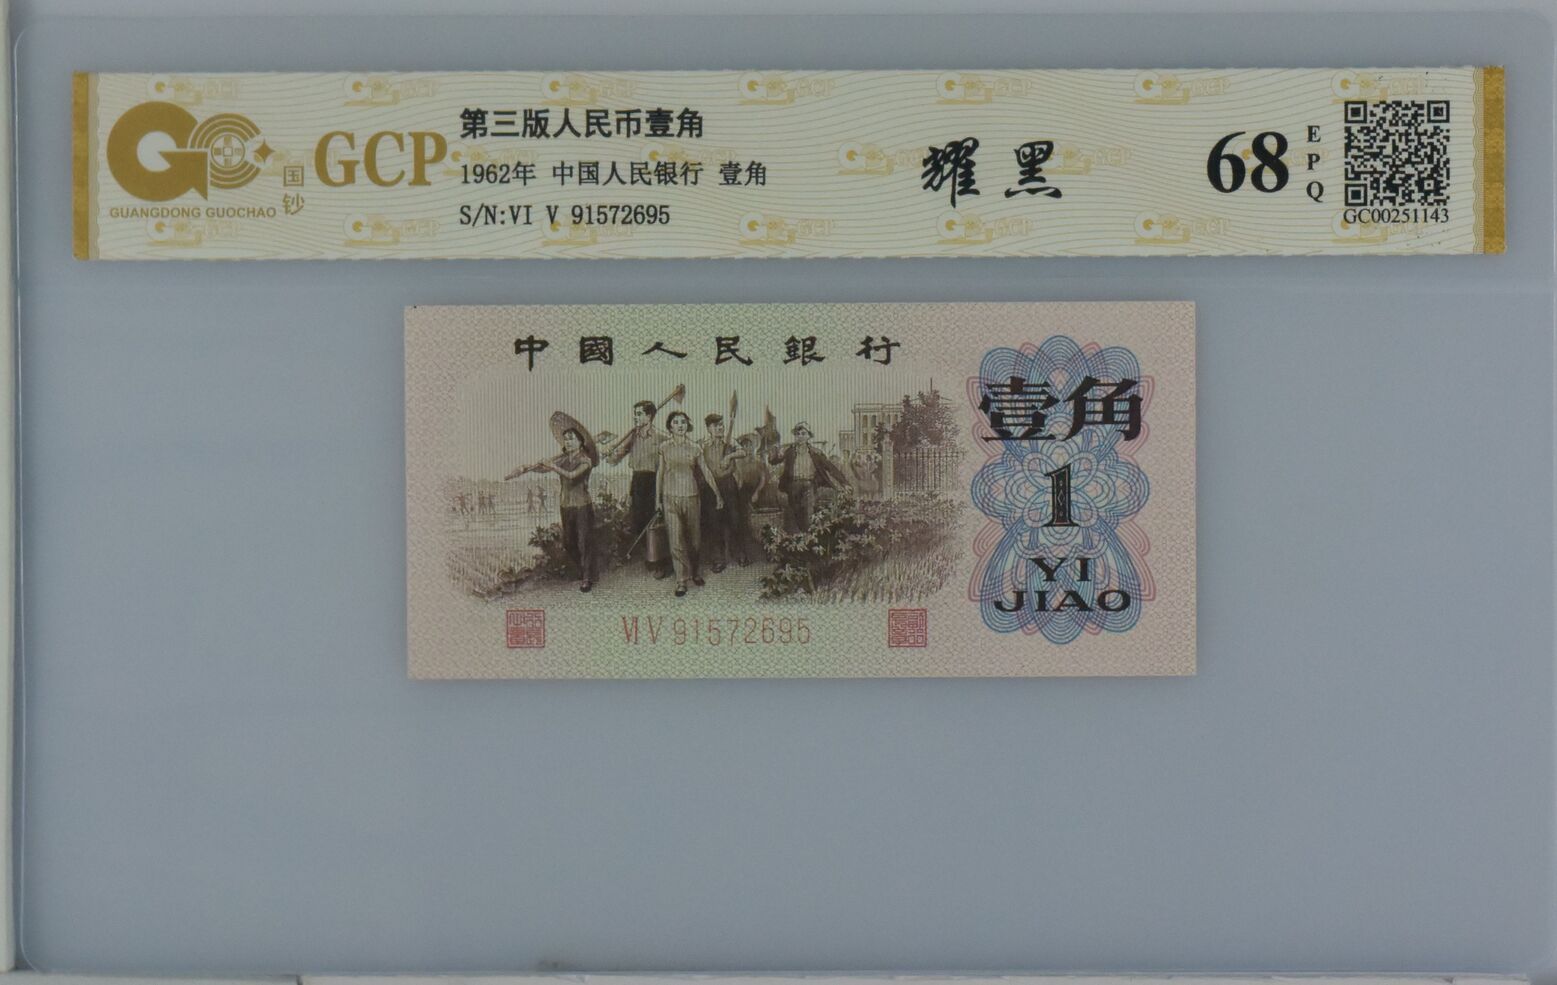 GUANGDONG GUOCHAO
国钞
GCP
第三版人民币壹角
1962年 中国人民银行 壹角
S/N:VI V 91572695
耀黑
68
EPQ
GC00251143
中國人民銀行
壹角
1
YI
JIAO
VI V 91572695